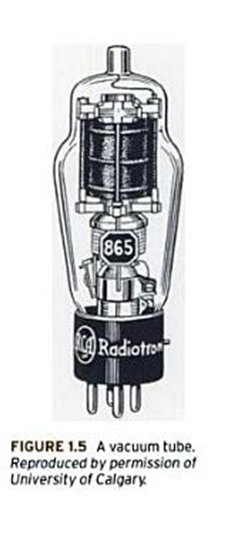 865
RCA Radiotron
FIGURE 1.5 A vacuum tube.
Reproduced by permission of
University of Calgary.